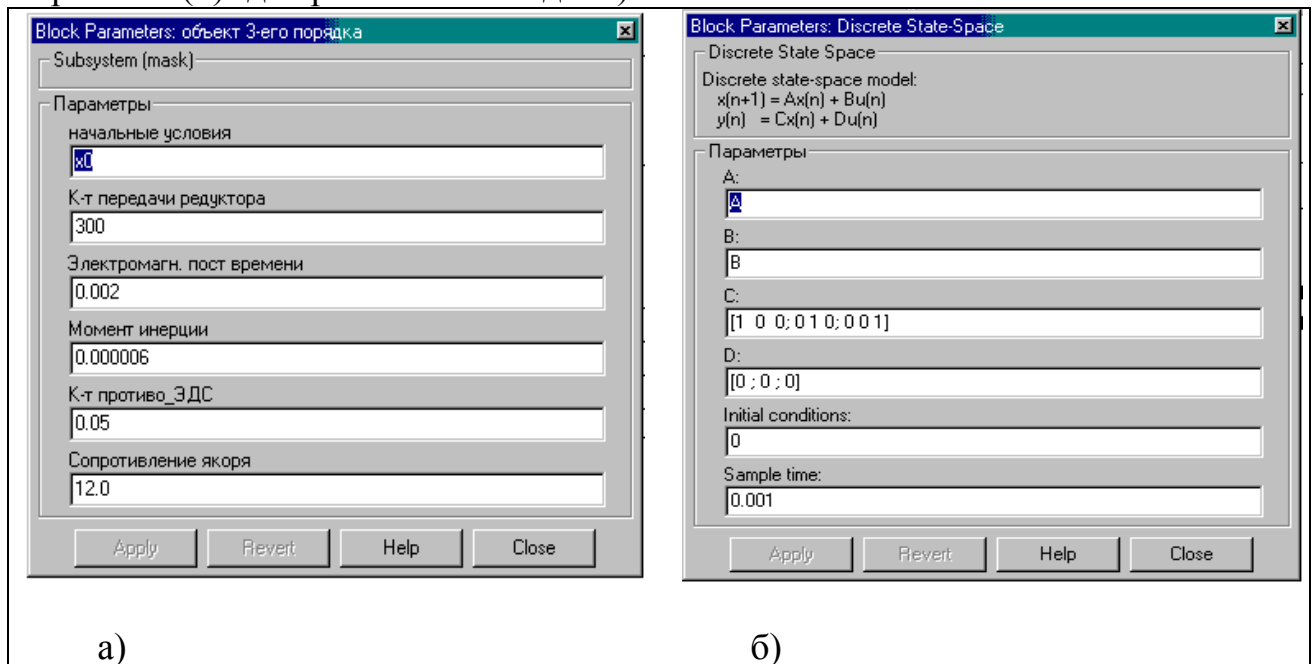 Block Parameters: объект 3-его порядка
Subsystem (mask)
Параметры
начальные условия
x0
К-т передачи редуктора
300
Электромагн. пост времени
0.002
Момент инерции
0.000006
К-т противо_ЭДС
0.05
Сопротивление якоря
12.0
Apply Revert Help Close
а)
Block Parameters: Discrete State-Space
Discrete State Space
Discrete state-space model:
x(n+1) = Ax(n) + Bu(n)
y(n) = Cx(n) + Du(n)
Параметры
A:
A
B:
B
C:
[1 0 0; 0 1 0; 0 0 1]
D:
[0 ; 0 ; 0]
Initial conditions:
0
Sample time:
0.001
Apply Revert Help Close
б)